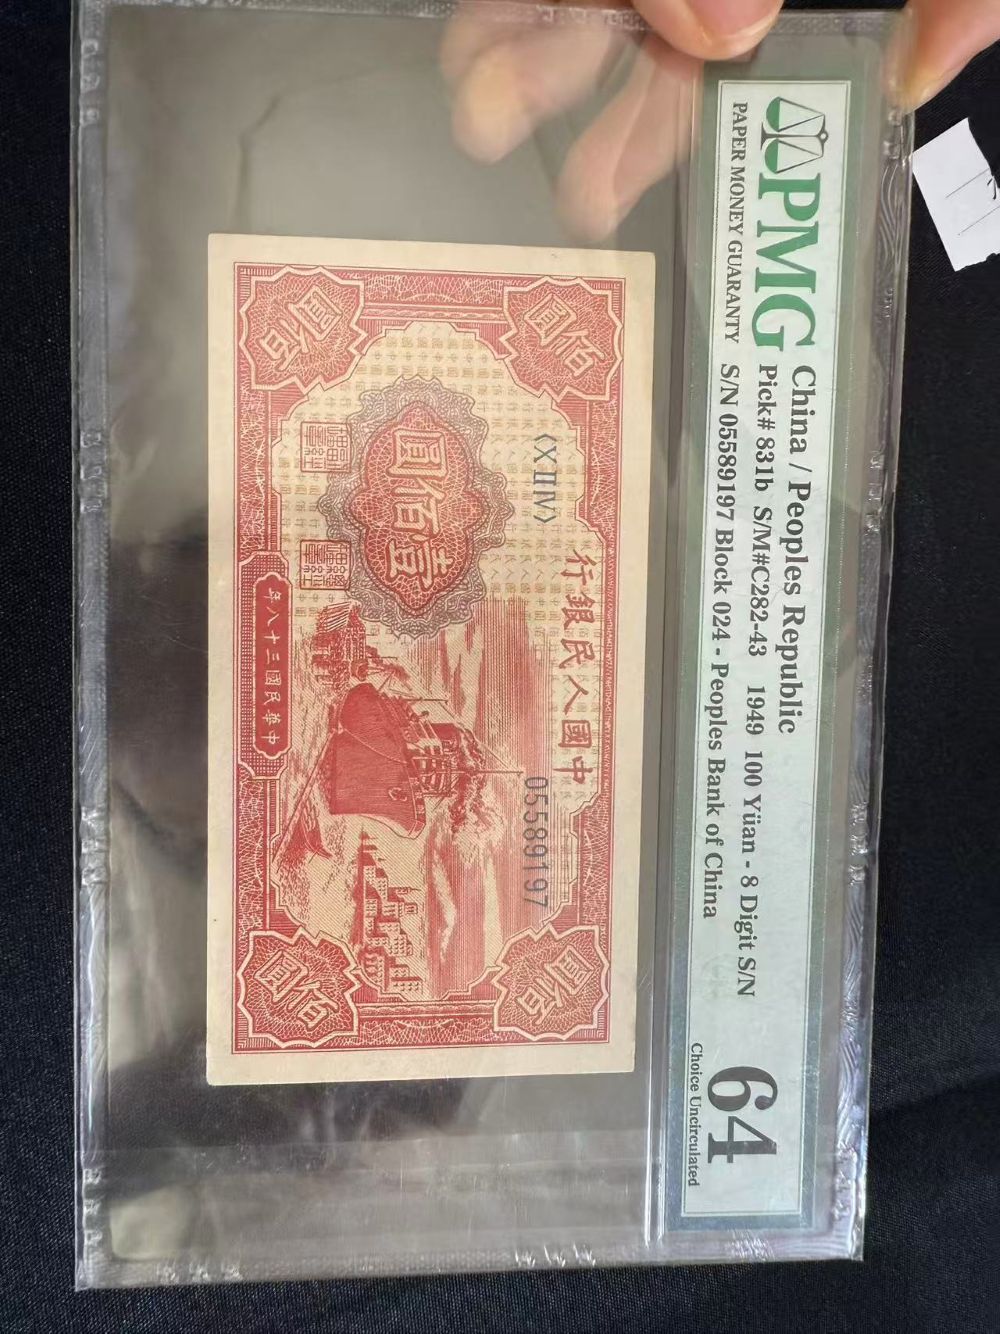 PMG
PAPER MONEY GUARANTY
China / Peoples Republic
Pick# 831b S/M#C282-43 1949 100 Yüan - 8 Digit S/N
S/N 05589197 Block 024 - Peoples Bank of China
64
Choice Uncirculated
中國人民銀行
〈X II IV〉
05589197
佰圓
佰圓
壹佰圓
佰圓
佰圓
中華民國三十八年